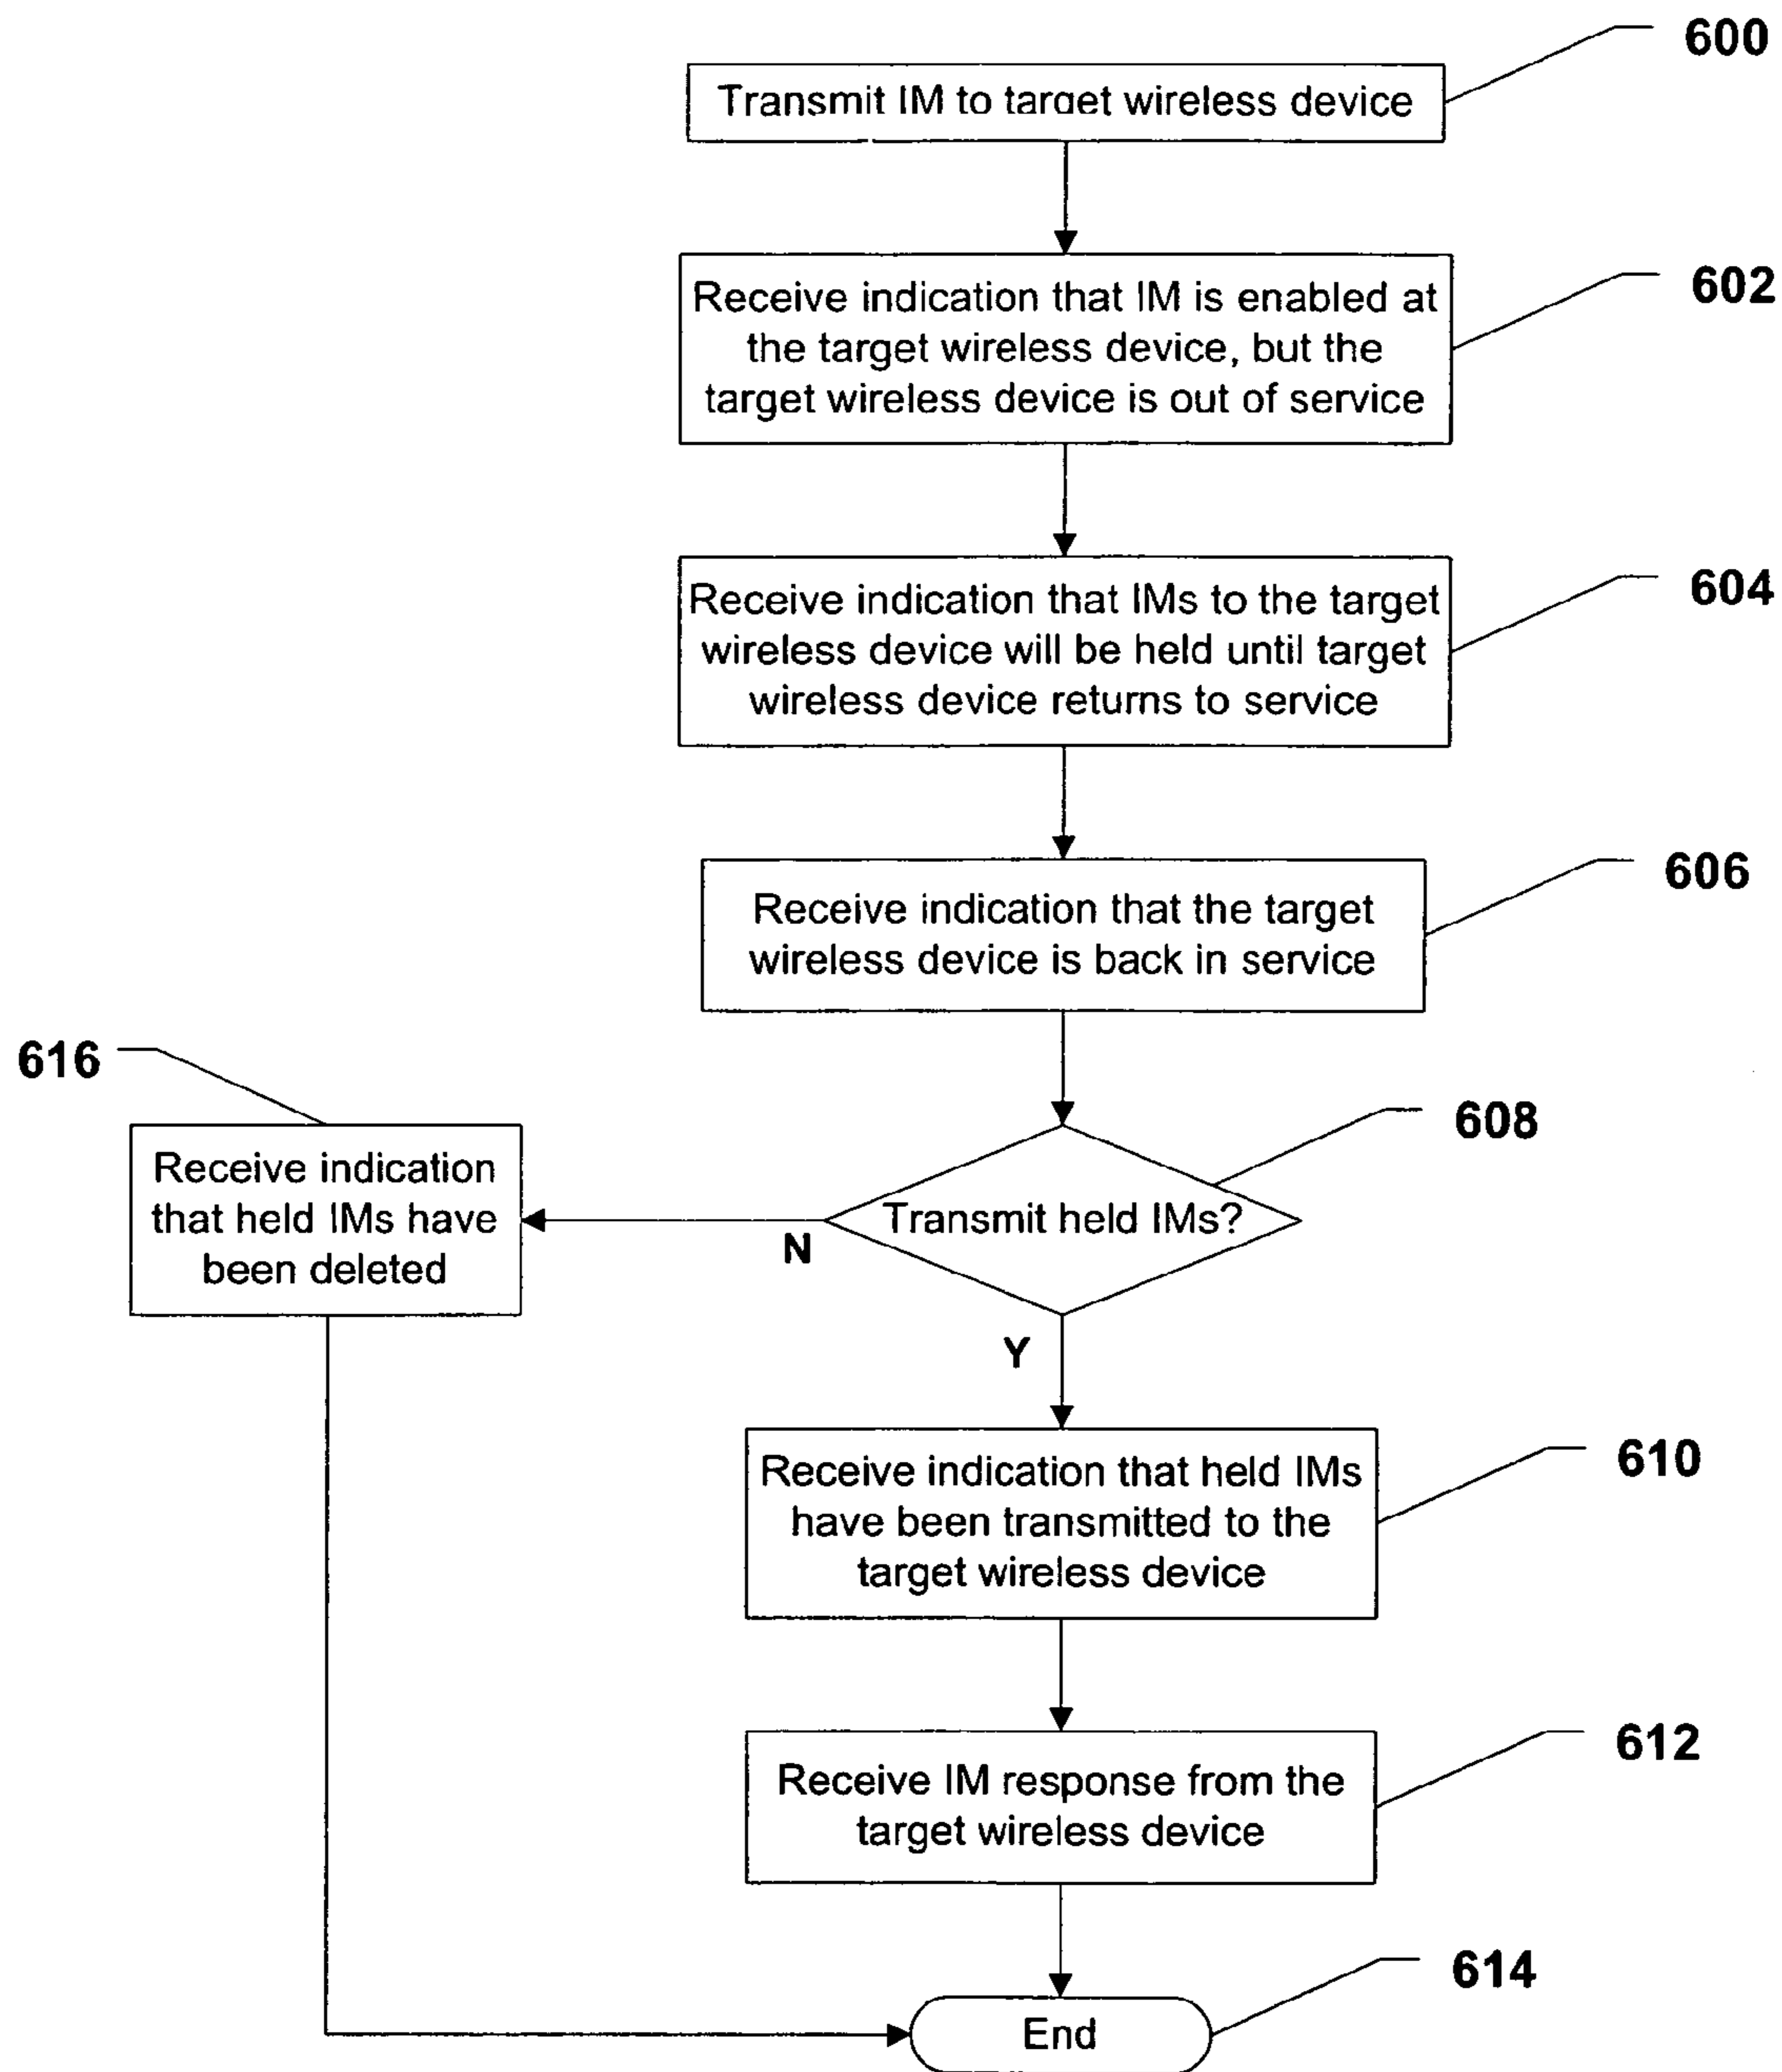 600
Transmit IM to target wireless device
602
Receive indication that IM is enabled at
the target wireless device, but the
target wireless device is out of service
604
Receive indication that IMs to the target
wireless device will be held until target
wireless device returns to service
606
Receive indication that the target
wireless device is back in service
616
608
Receive indication
that held IMs have
been deleted
Transmit held IMs?
N
Y
610
Receive indication that held IMs
have been transmitted to the
target wireless device
612
Receive IM response from the
target wireless device
614
End